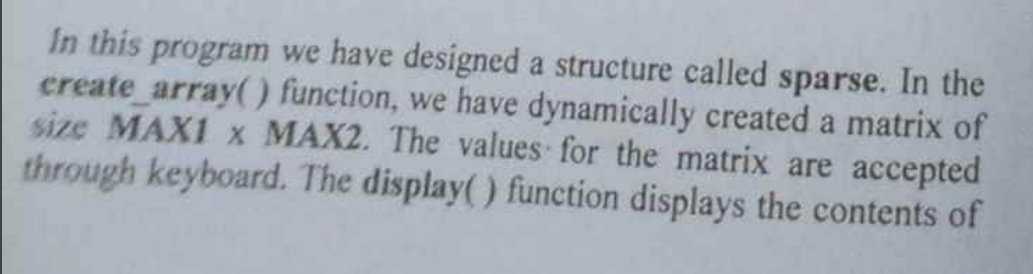 In this program we have designed a structure called sparse. In the
create_array( ) function, we have dynamically created a matrix of
size MAX1 x MAX2. The values for the matrix are accepted
through keyboard. The display( ) function displays the contents of